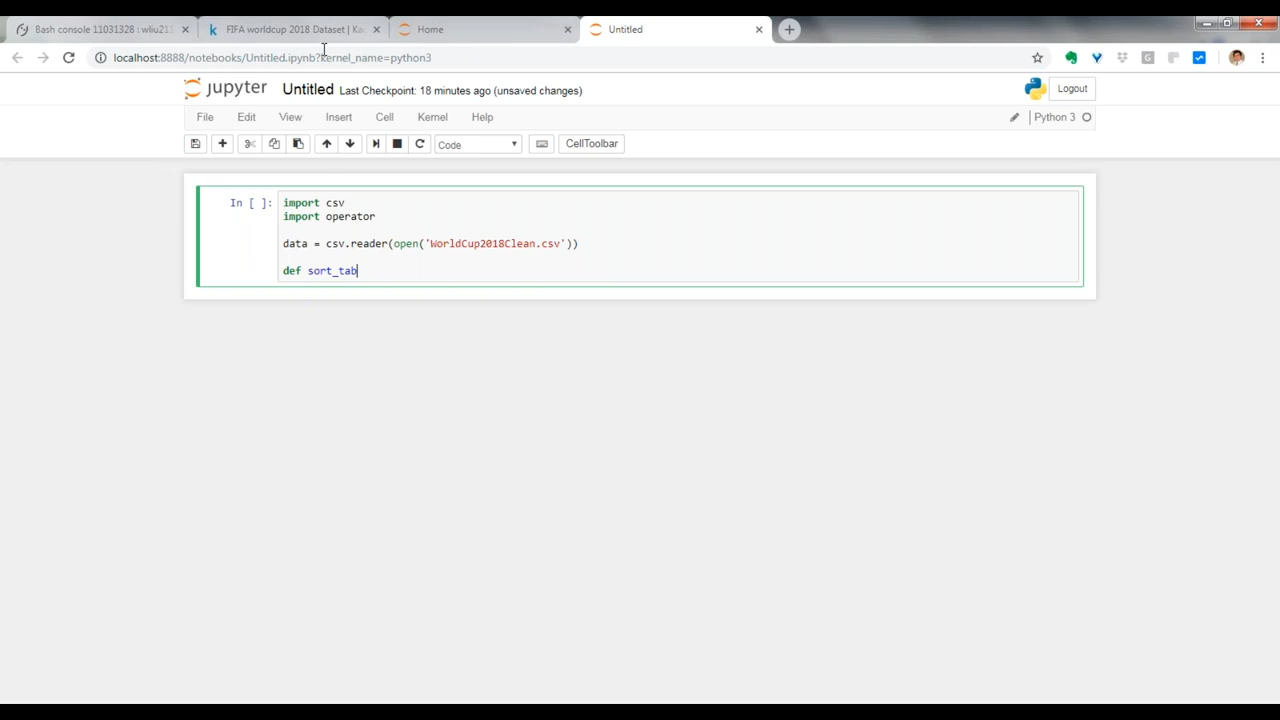 Bash console 11031328 : wliu21
FIFA worldcup 2018 Dataset | Ka
Home
Untitled
localhost:8888/notebooks/Untitled.ipynb?kernel_name=python3
jupyter Untitled Last Checkpoint: 18 minutes ago (unsaved changes)
Logout
File Edit View Insert Cell Kernel Help
Python 3
Code
CellToolbar
In [ ]: import csv
import operator
data = csv.reader(open('WorldCup2018Clean.csv'))
def sort_tab